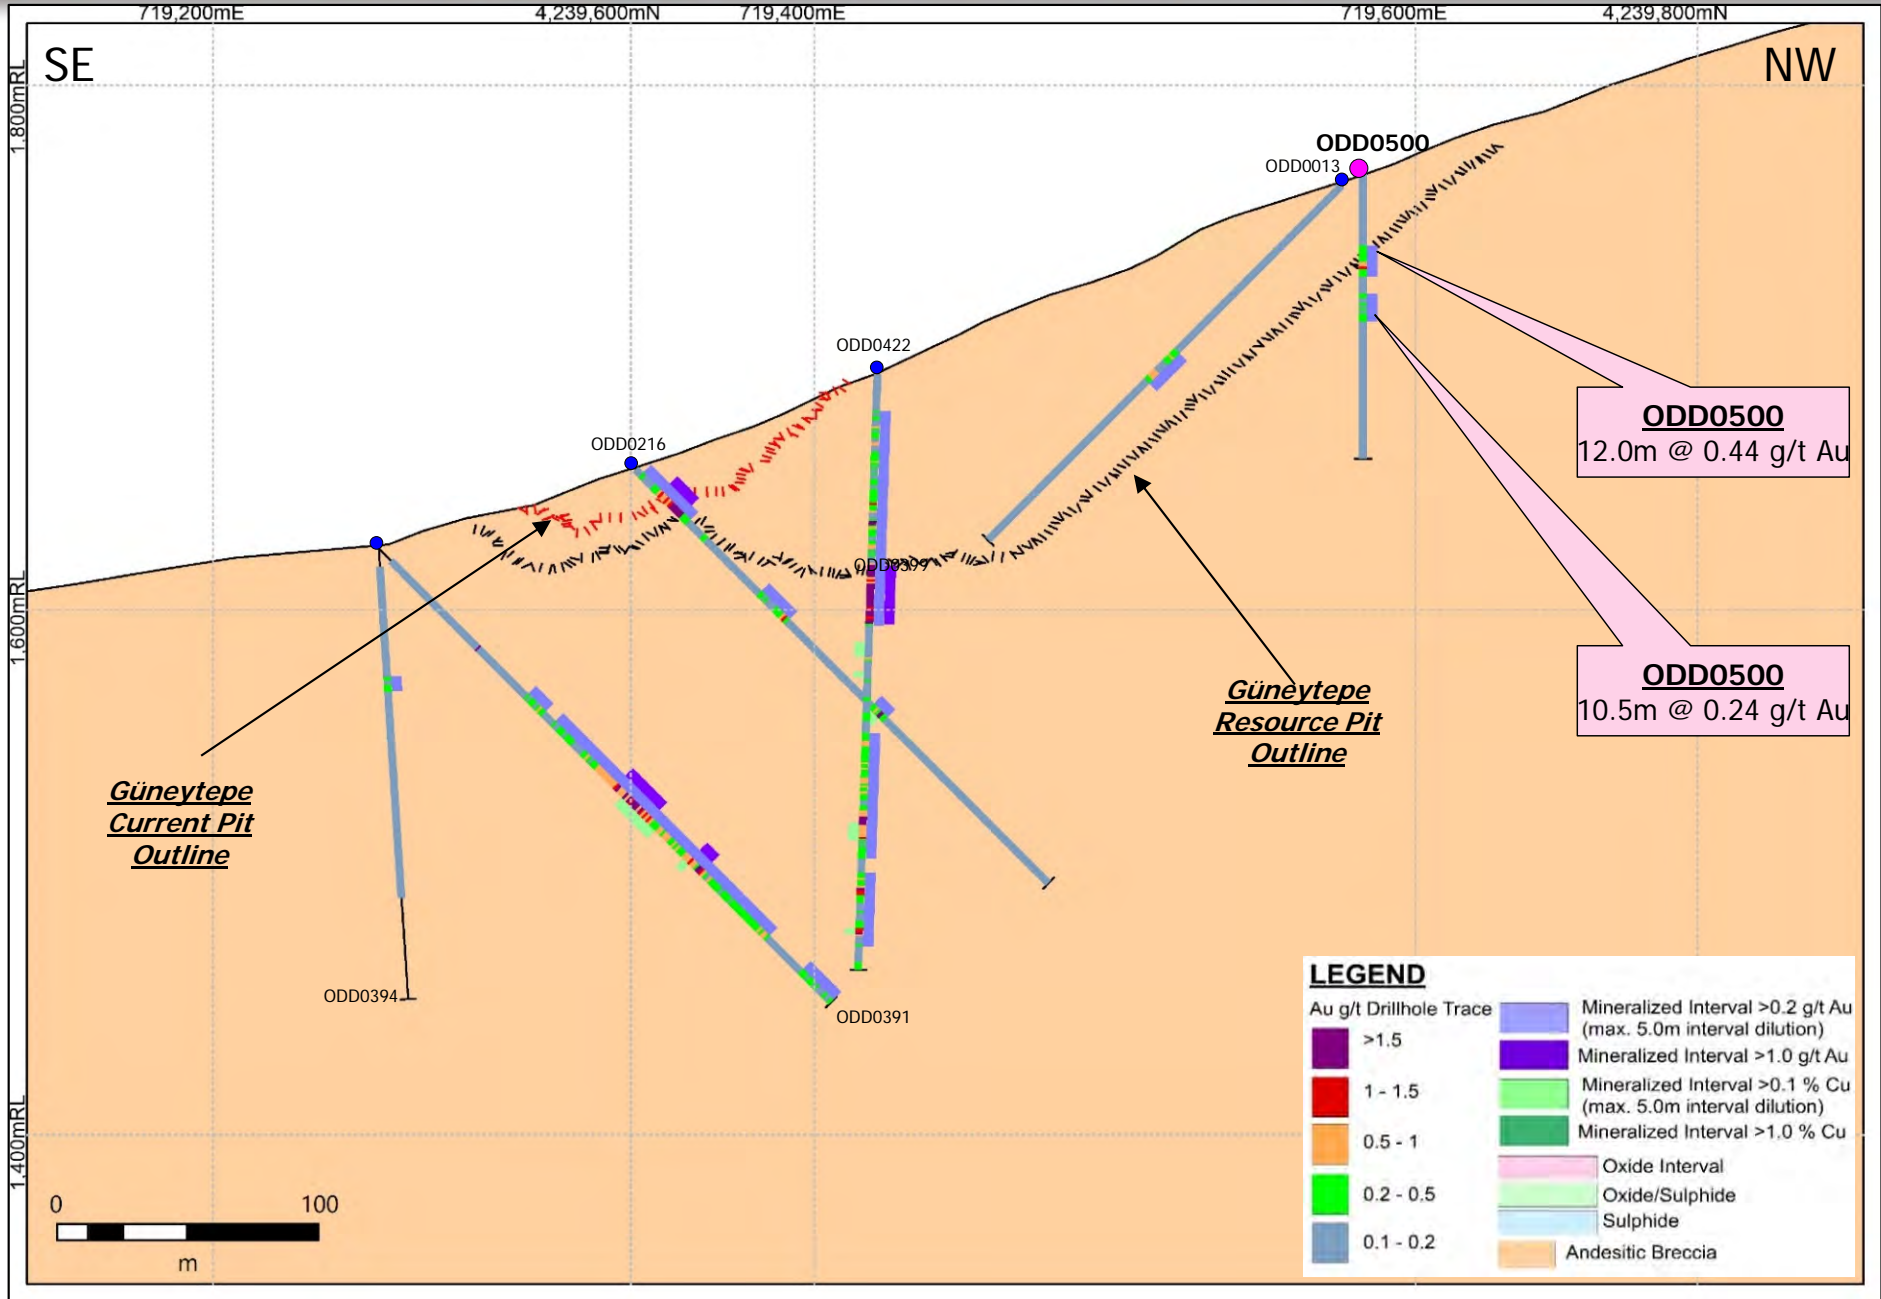 719,200mE
4,239,600mN
719,400mE
719,600mE
4,239,800mN
SE
NW
1.800mRL
1.600mRL
1.400mRL
ODD0500
ODD0013
ODD0422
ODD0216
ODD0399
ODD0394
ODD0391
ODD0500
12.0m @ 0.44 g/t Au
ODD0500
10.5m @ 0.24 g/t Au
Güneytepe
Resource Pit
Outline
Güneytepe
Current Pit
Outline
0
100
m
LEGEND
Au g/t Drillhole Trace
>1.5
1 - 1.5
0.5 - 1
0.2 - 0.5
0.1 - 0.2
Mineralized Interval >0.2 g/t Au
(max. 5.0m interval dilution)
Mineralized Interval >1.0 g/t Au
Mineralized Interval >0.1 % Cu
(max. 5.0m interval dilution)
Mineralized Interval >1.0 % Cu
Oxide Interval
Oxide/Sulphide
Sulphide
Andesitic Breccia